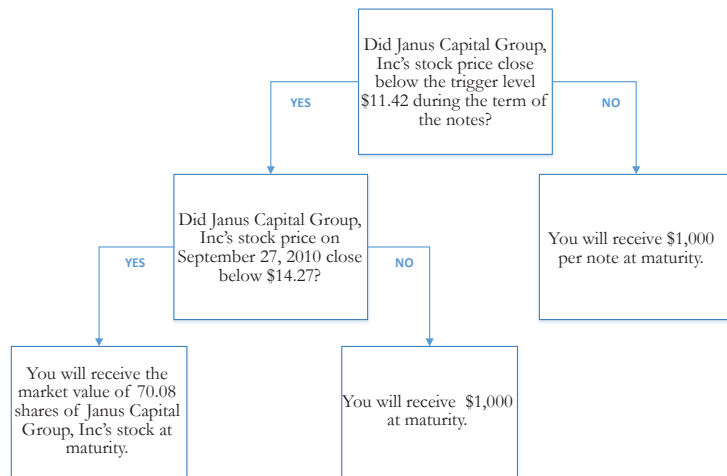 Did Janus Capital Group,
Inc’s stock price close
below the trigger level
$11.42 during the term of
the notes?
YES
NO
Did Janus Capital Group,
Inc’s stock price on
September 27, 2010 close
below $14.27?
You will receive $1,000
per note at maturity.
YES
NO
You will receive the
market value of 70.08
shares of Janus Capital
Group, Inc’s stock at
maturity.
You will receive $1,000
at maturity.